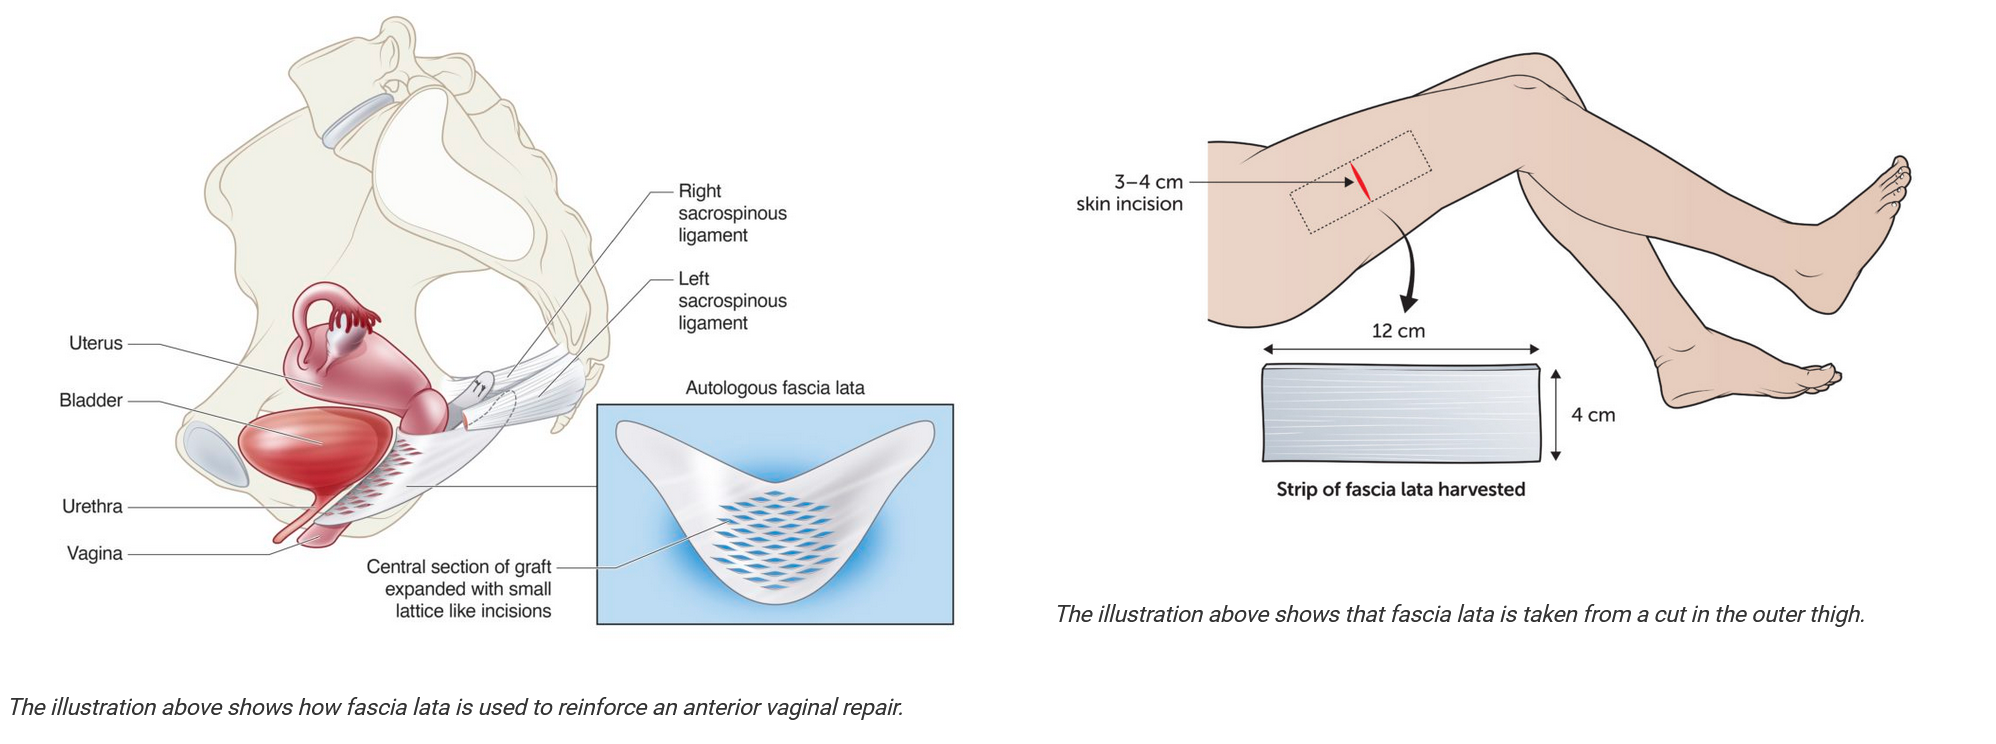 Right
sacrospinous
ligament
Left
sacrospinous
ligament
Uterus
Bladder
Urethra
Vagina
Autologous fascia lata
Central section of graft
expanded with small
lattice like incisions
The illustration above shows how fascia lata is used to reinforce an anterior vaginal repair.
3–4 cm
skin incision
12 cm
4 cm
Strip of fascia lata harvested
The illustration above shows that fascia lata is taken from a cut in the outer thigh.